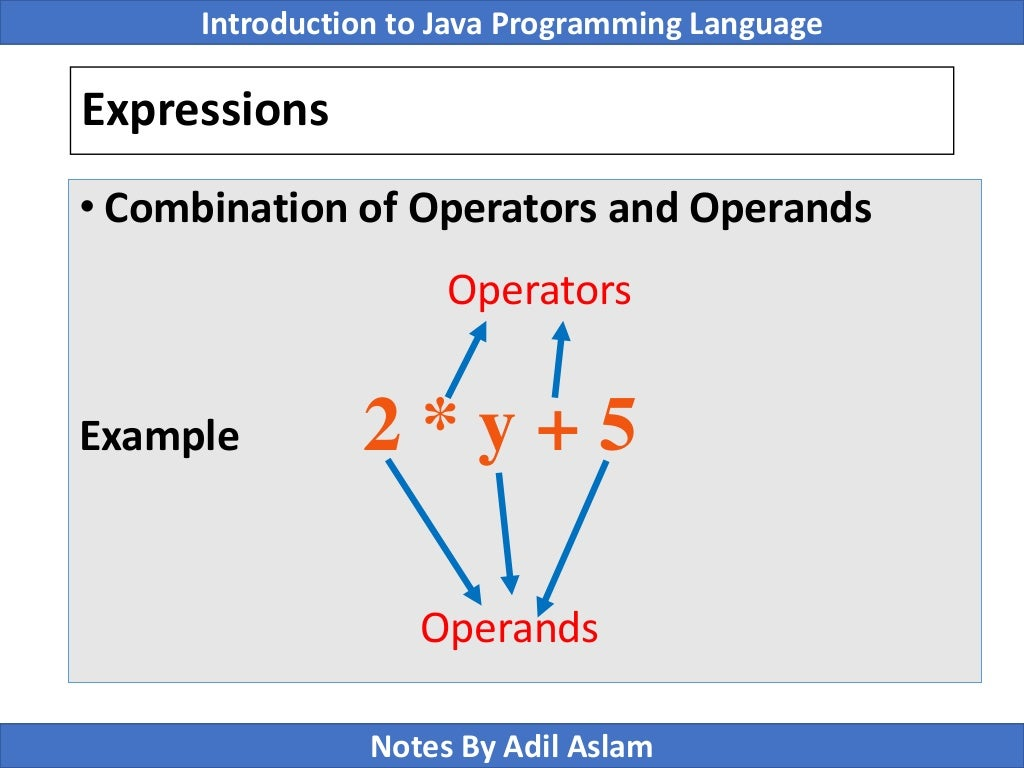 Introduction to Java Programming Language
Expressions
• Combination of Operators and Operands
Operators
Example 2 * y + 5
Operands
Notes By Adil Aslam